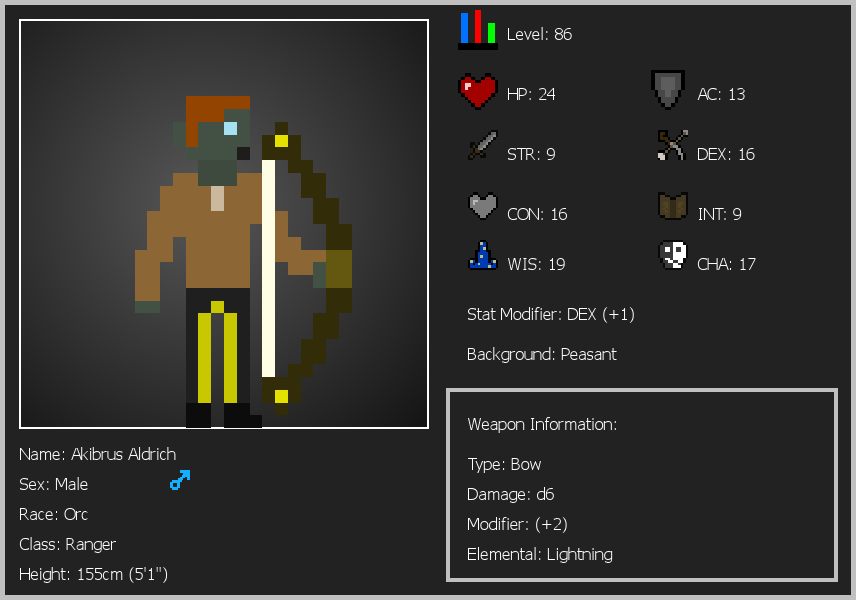 Level: 86
HP: 24
AC: 13
STR: 9
DEX: 16
CON: 16
INT: 9
WIS: 19
CHA: 17
Stat Modifier: DEX (+1)
Background: Peasant
Weapon Information:
Type: Bow
Damage: d6
Modifier: (+2)
Elemental: Lightning
Name: Akibrus Aldrich
Sex: Male
Race: Orc
Class: Ranger
Height: 155cm (5'1")